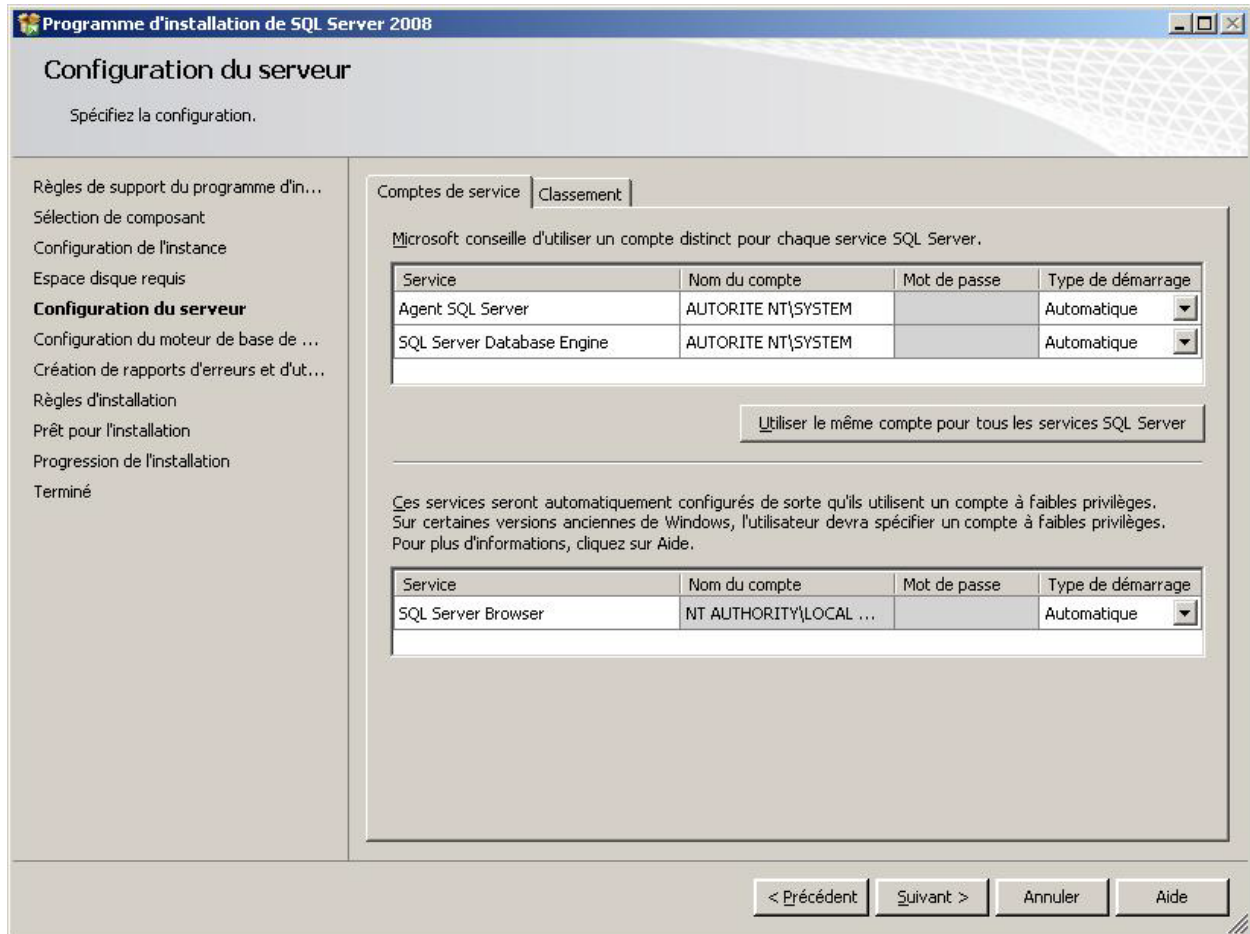 Programme d'installation de SQL Server 2008
Configuration du serveur
Spécifiez la configuration.
Règles de support du programme d'in...
Sélection de composant
Configuration de l'instance
Espace disque requis
Configuration du serveur
Configuration du moteur de base de ...
Création de rapports d'erreurs et d'ut...
Règles d'installation
Prêt pour l'installation
Progression de l'installation
Terminé
Comptes de service Classement
Microsoft conseille d'utiliser un compte distinct pour chaque service SQL Server.
Service Nom du compte Mot de passe Type de démarrage
Agent SQL Server AUTORITE NT\SYSTEM Automatique
SQL Server Database Engine AUTORITE NT\SYSTEM Automatique
Utiliser le même compte pour tous les services SQL Server
Ces services seront automatiquement configurés de sorte qu'ils utilisent un compte à faibles privilèges.
Sur certaines versions anciennes de Windows, l'utilisateur devra spécifier un compte à faibles privilèges.
Pour plus d'informations, cliquez sur Aide.
Service Nom du compte Mot de passe Type de démarrage
SQL Server Browser NT AUTHORITY\LOCAL ... Automatique
< Précédent Suivant > Annuler Aide